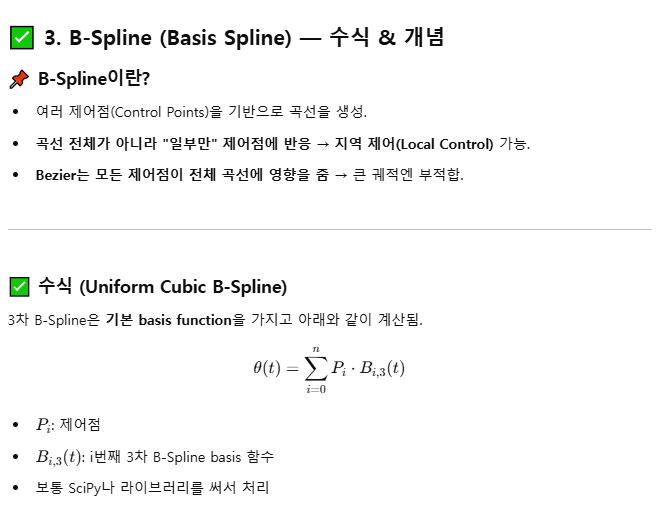 ✅ 3. B-Spline (Basis Spline) — 수식 & 개념
📌 B-Spline이란?
• 여러 제어점(Control Points)을 기반으로 곡선을 생성.
• 곡선 전체가 아니라 "일부만" 제어점에 반응 → 지역 제어(Local Control) 가능.
• Bezier는 모든 제어점이 전체 곡선에 영향을 줌 → 큰 궤적엔 부적합.
✅ 수식 (Uniform Cubic B-Spline)
3차 B-Spline은 기본 basis function을 가지고 아래와 같이 계산됨.
$\theta(t) = \sum_{i=0}^{n} P_i \cdot B_{i,3}(t)$
• $P_i$: 제어점
• $B_{i,3}(t)$: i번째 3차 B-Spline basis 함수
• 보통 SciPy나 라이브러리를 써서 처리